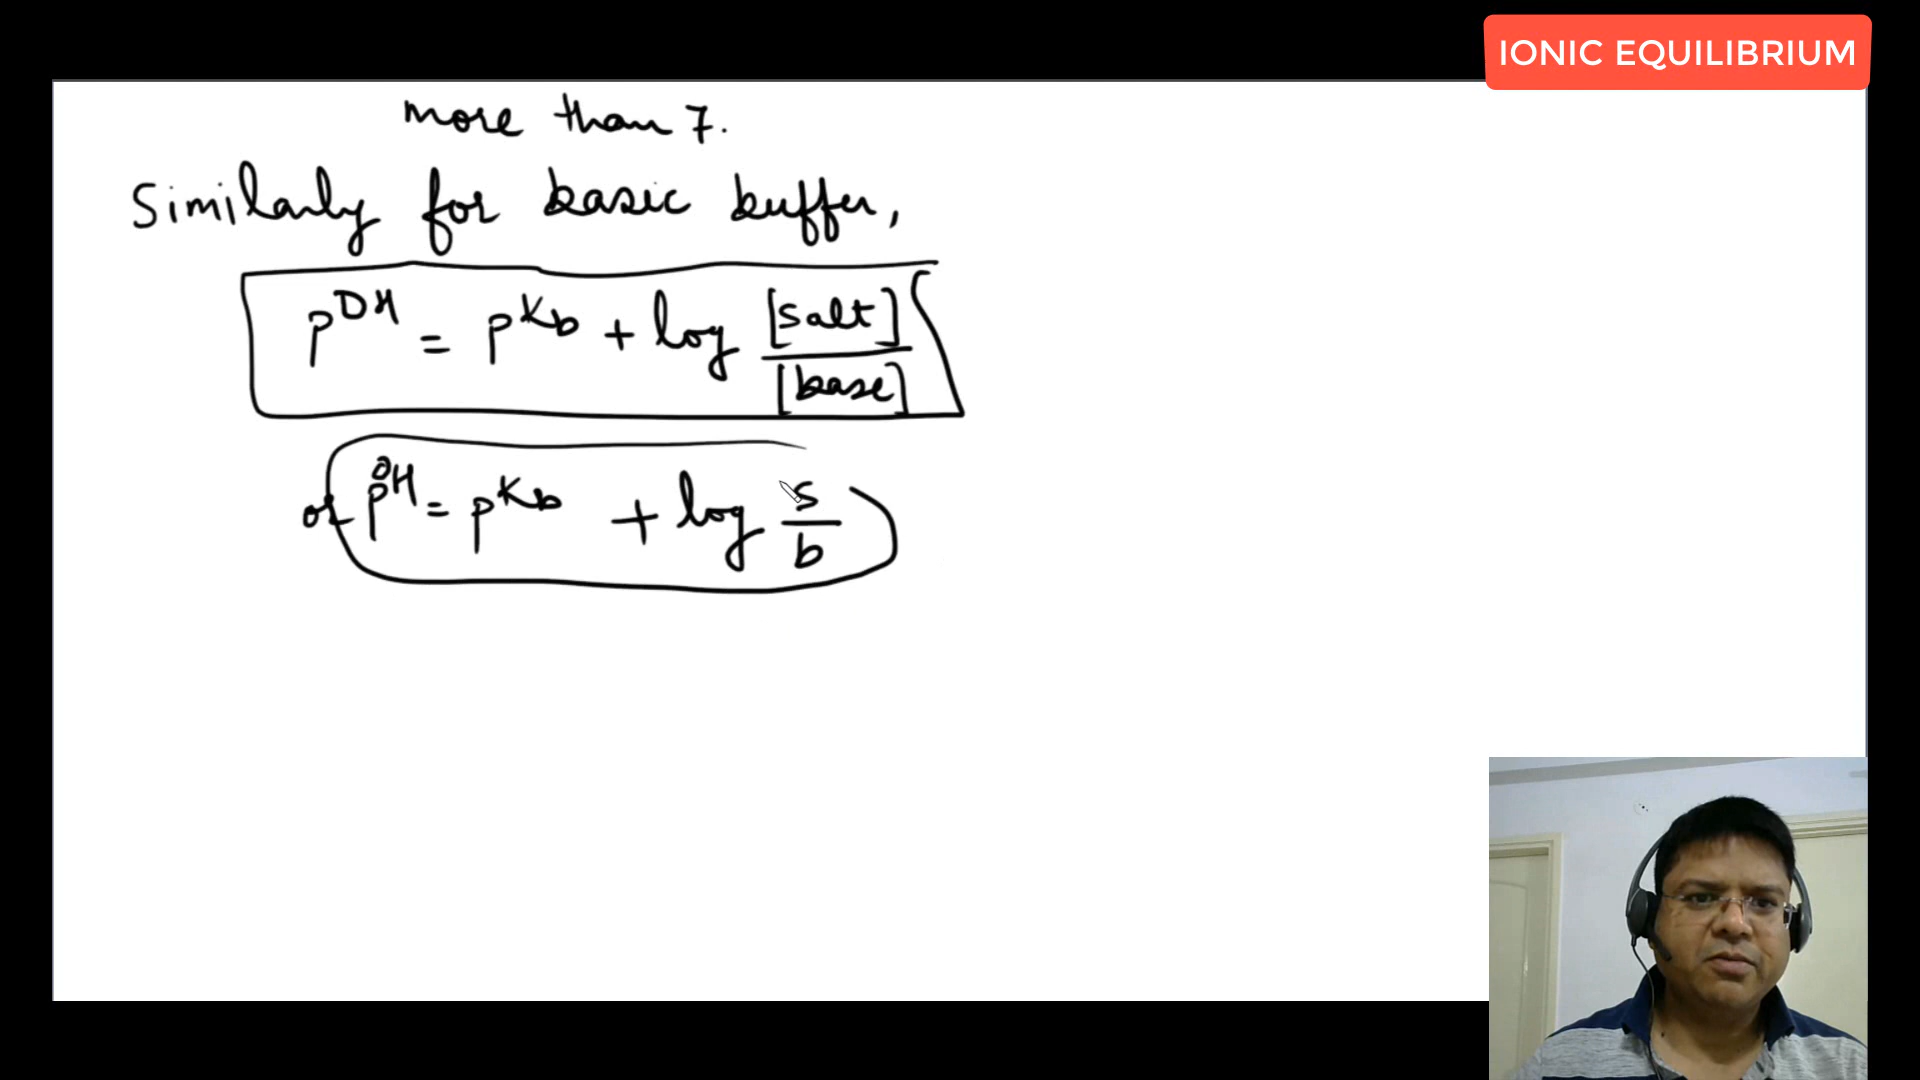 IONIC EQUILIBRIUM
more than 7.
Similarly for basic buffer,
pOH = pKb + log [salt] / [base]
or pOH = pKb + log s / b